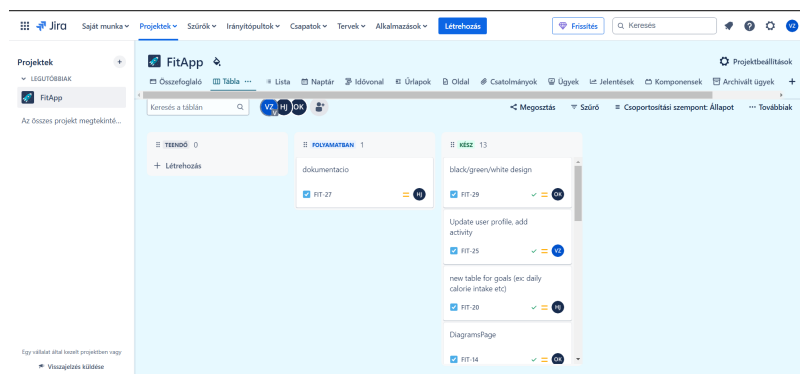 Jira Saját munka Projektek Szűrők Irányítópultok Csapatok Tervek Alkalmazások Létrehozás Frissítés Keresés VZ
Projektek
LEGUTÓBBIAK
FitApp
Az összes projekt megtekinté...
FitApp Projektbeállítások
Összefoglaló Tábla Lista Naptár Idővonal Űrlapok Oldal Csatolmányok Ügyek Jelentések Komponensek Archivált ügyek
Keresés a táblán VZ V HJ OK Megosztás Szűrő Csoportosítási szempont: Állapot Továbbiak
TEENDŐ 0
Létrehozás
FOLYAMATBAN 1
dokumentacio
FIT-27 HJ
KÉSZ 13
black/green/white design
FIT-29 OK
Update user profile, add
activity
FIT-25 VZ
new table for goals (ex: daily
calorie intake etc)
FIT-20 HJ
DiagramsPage
FIT-14 OK
Egy vállalat által kezelt projektben vagy
Visszajelzés küldése